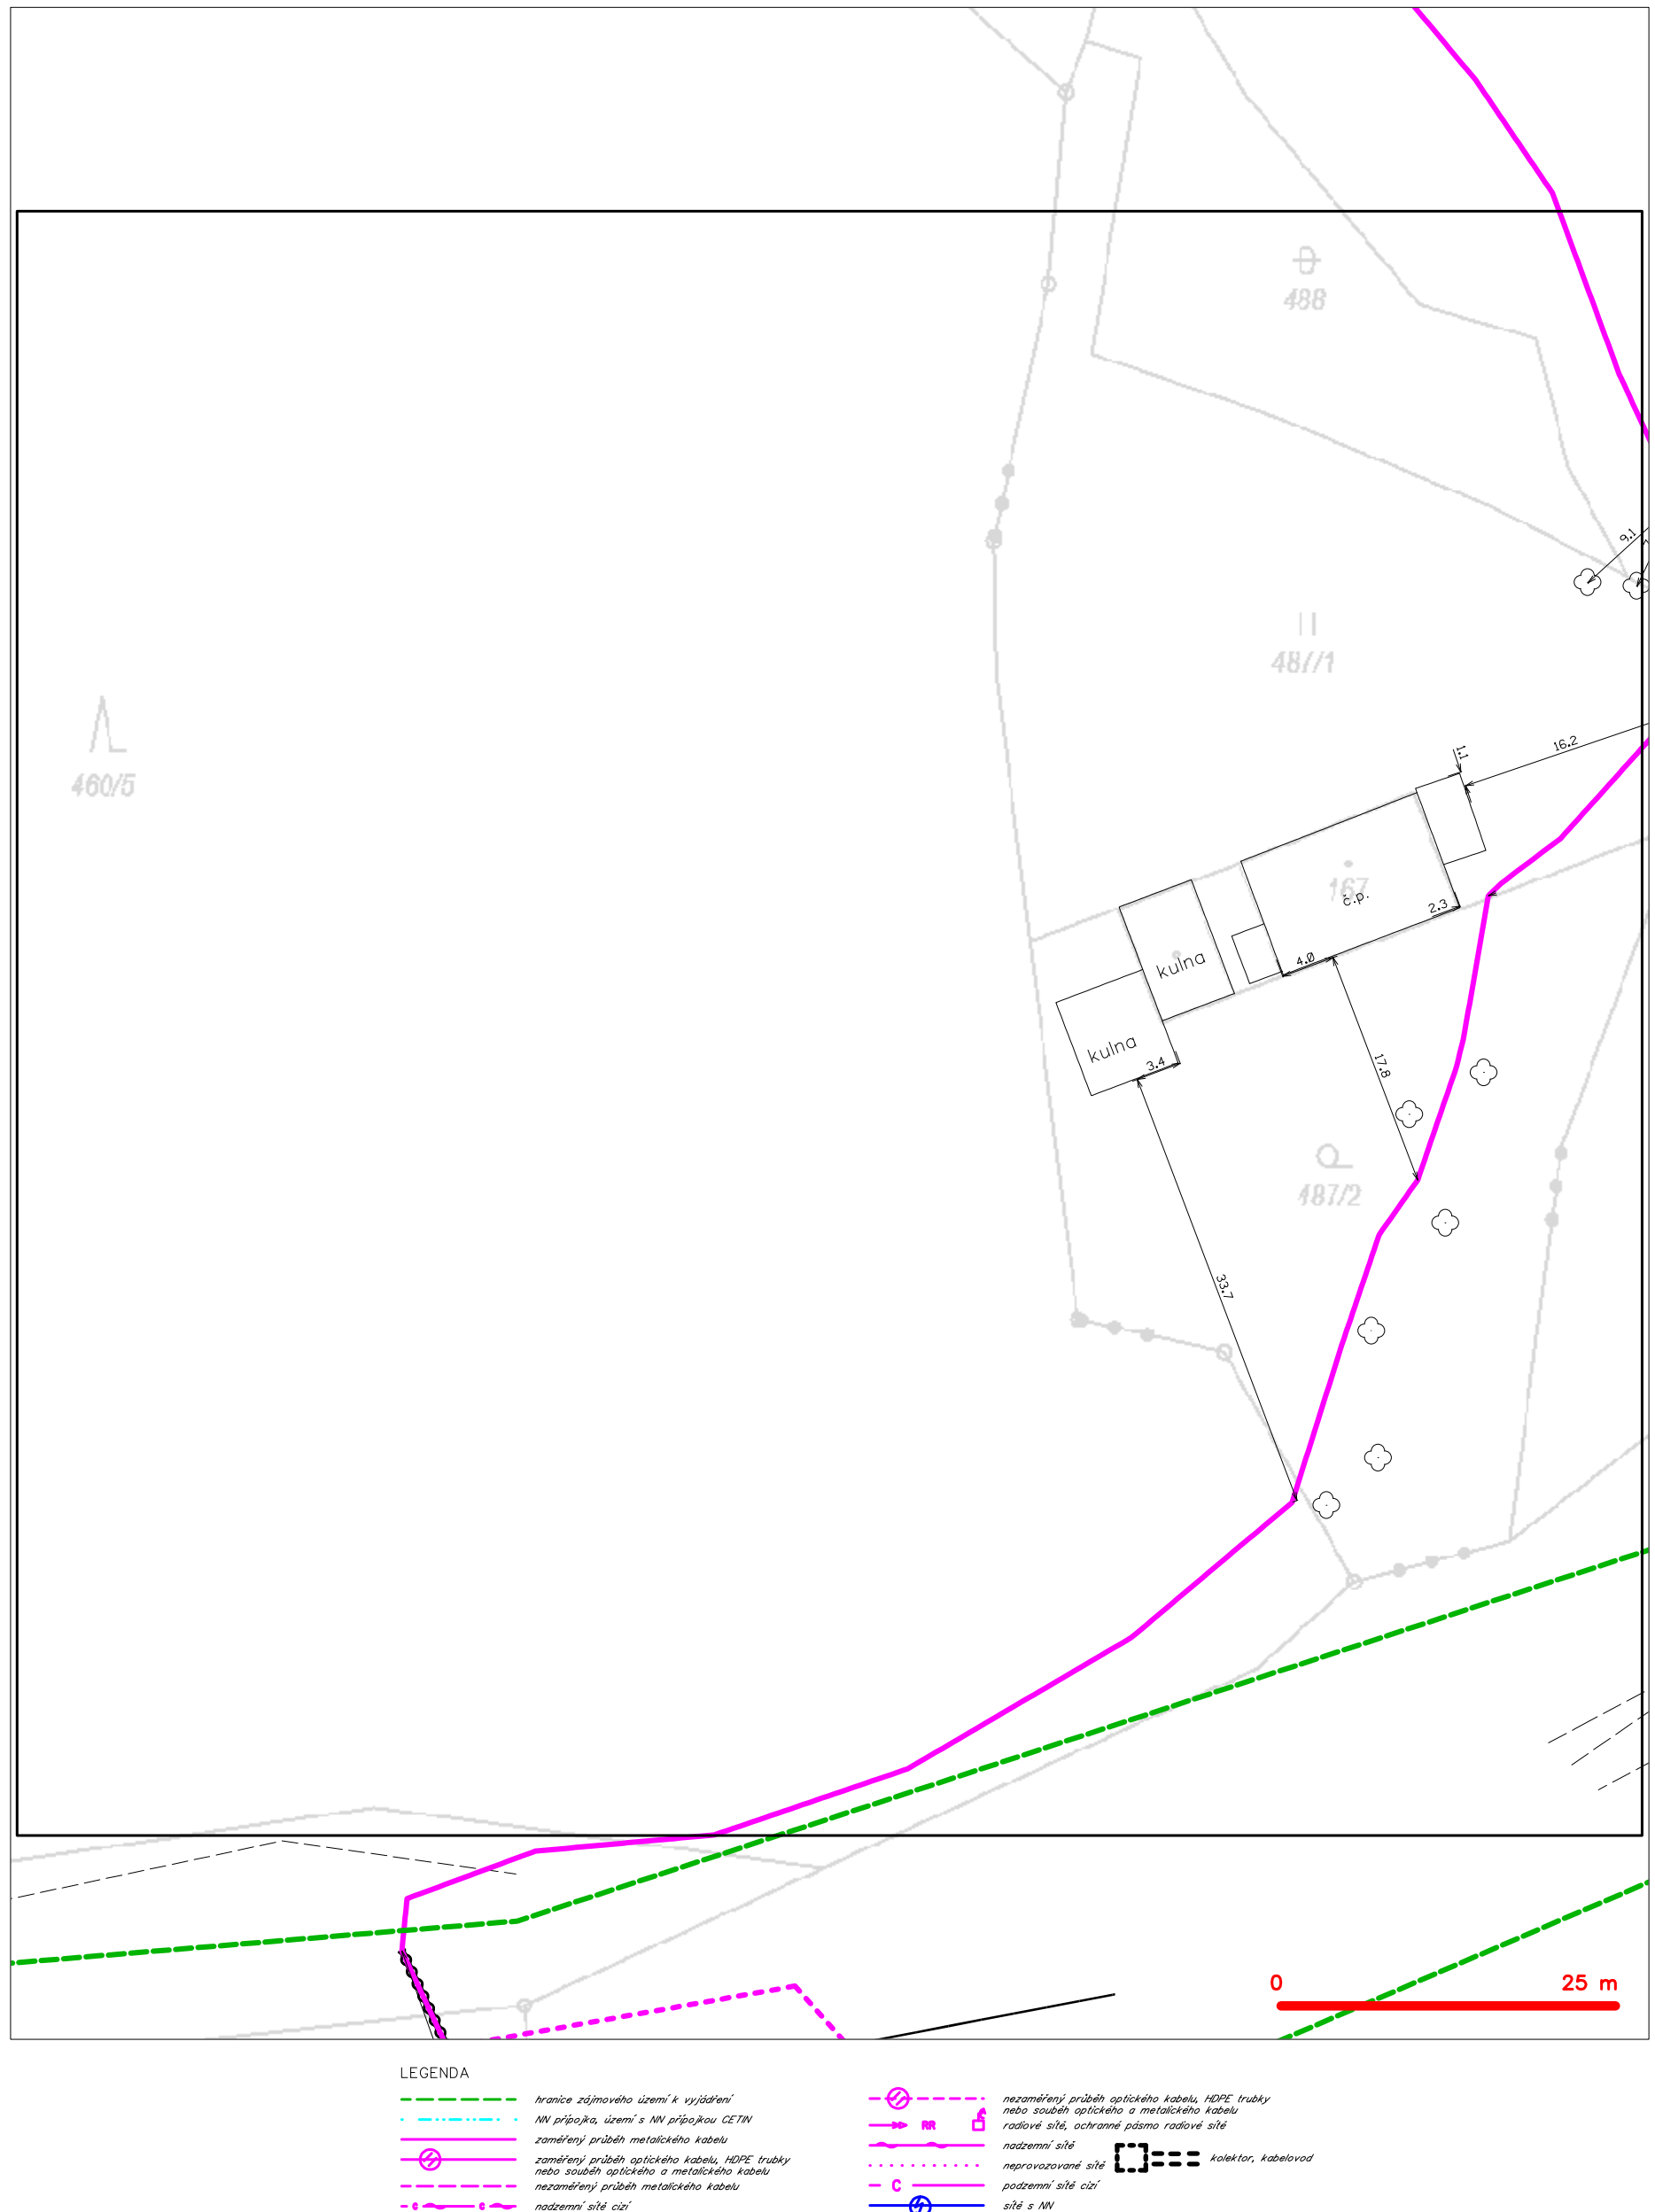 488
9.1
487/1
460/5
1.1
16.2
167
č.p.
2.3
kulna
4.0
kulna
3.4
17.8
487/2
33.7
0 25 m
LEGENDA
hranice zájmového území k vyjádření
NN přípojka, území s NN přípojkou CETIN
zaměřený průběh metalického kabelu
zaměřený průběh optického kabelu, HDPE trubky
nebo souběh optického a metalického kabelu
nezaměřený průběh metalického kabelu
C C nadzemní sítě cizí
nezaměřený průběh optického kabelu, HDPE trubky
nebo souběh optického a metalického kabelu
RR radiové sítě, ochranné pásmo radiové sítě
nadzemní sítě
neprovozované sítě
C podzemní sítě cizí
sítě s NN
kolektor, kabelovod